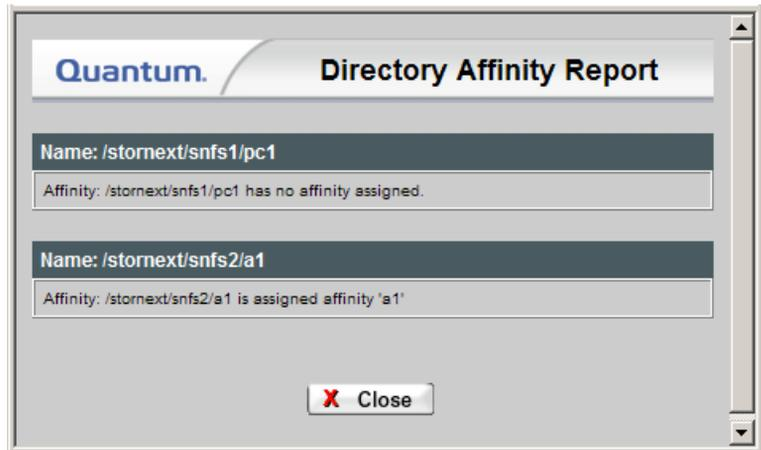 Quantum.
Directory Affinity Report
Name: /stornext/snfs1/pc1
Affinity: /stornext/snfs1/pc1 has no affinity assigned.
Name: /stornext/snfs2/a1
Affinity: /stornext/snfs2/a1 is assigned affinity 'a1'
X Close